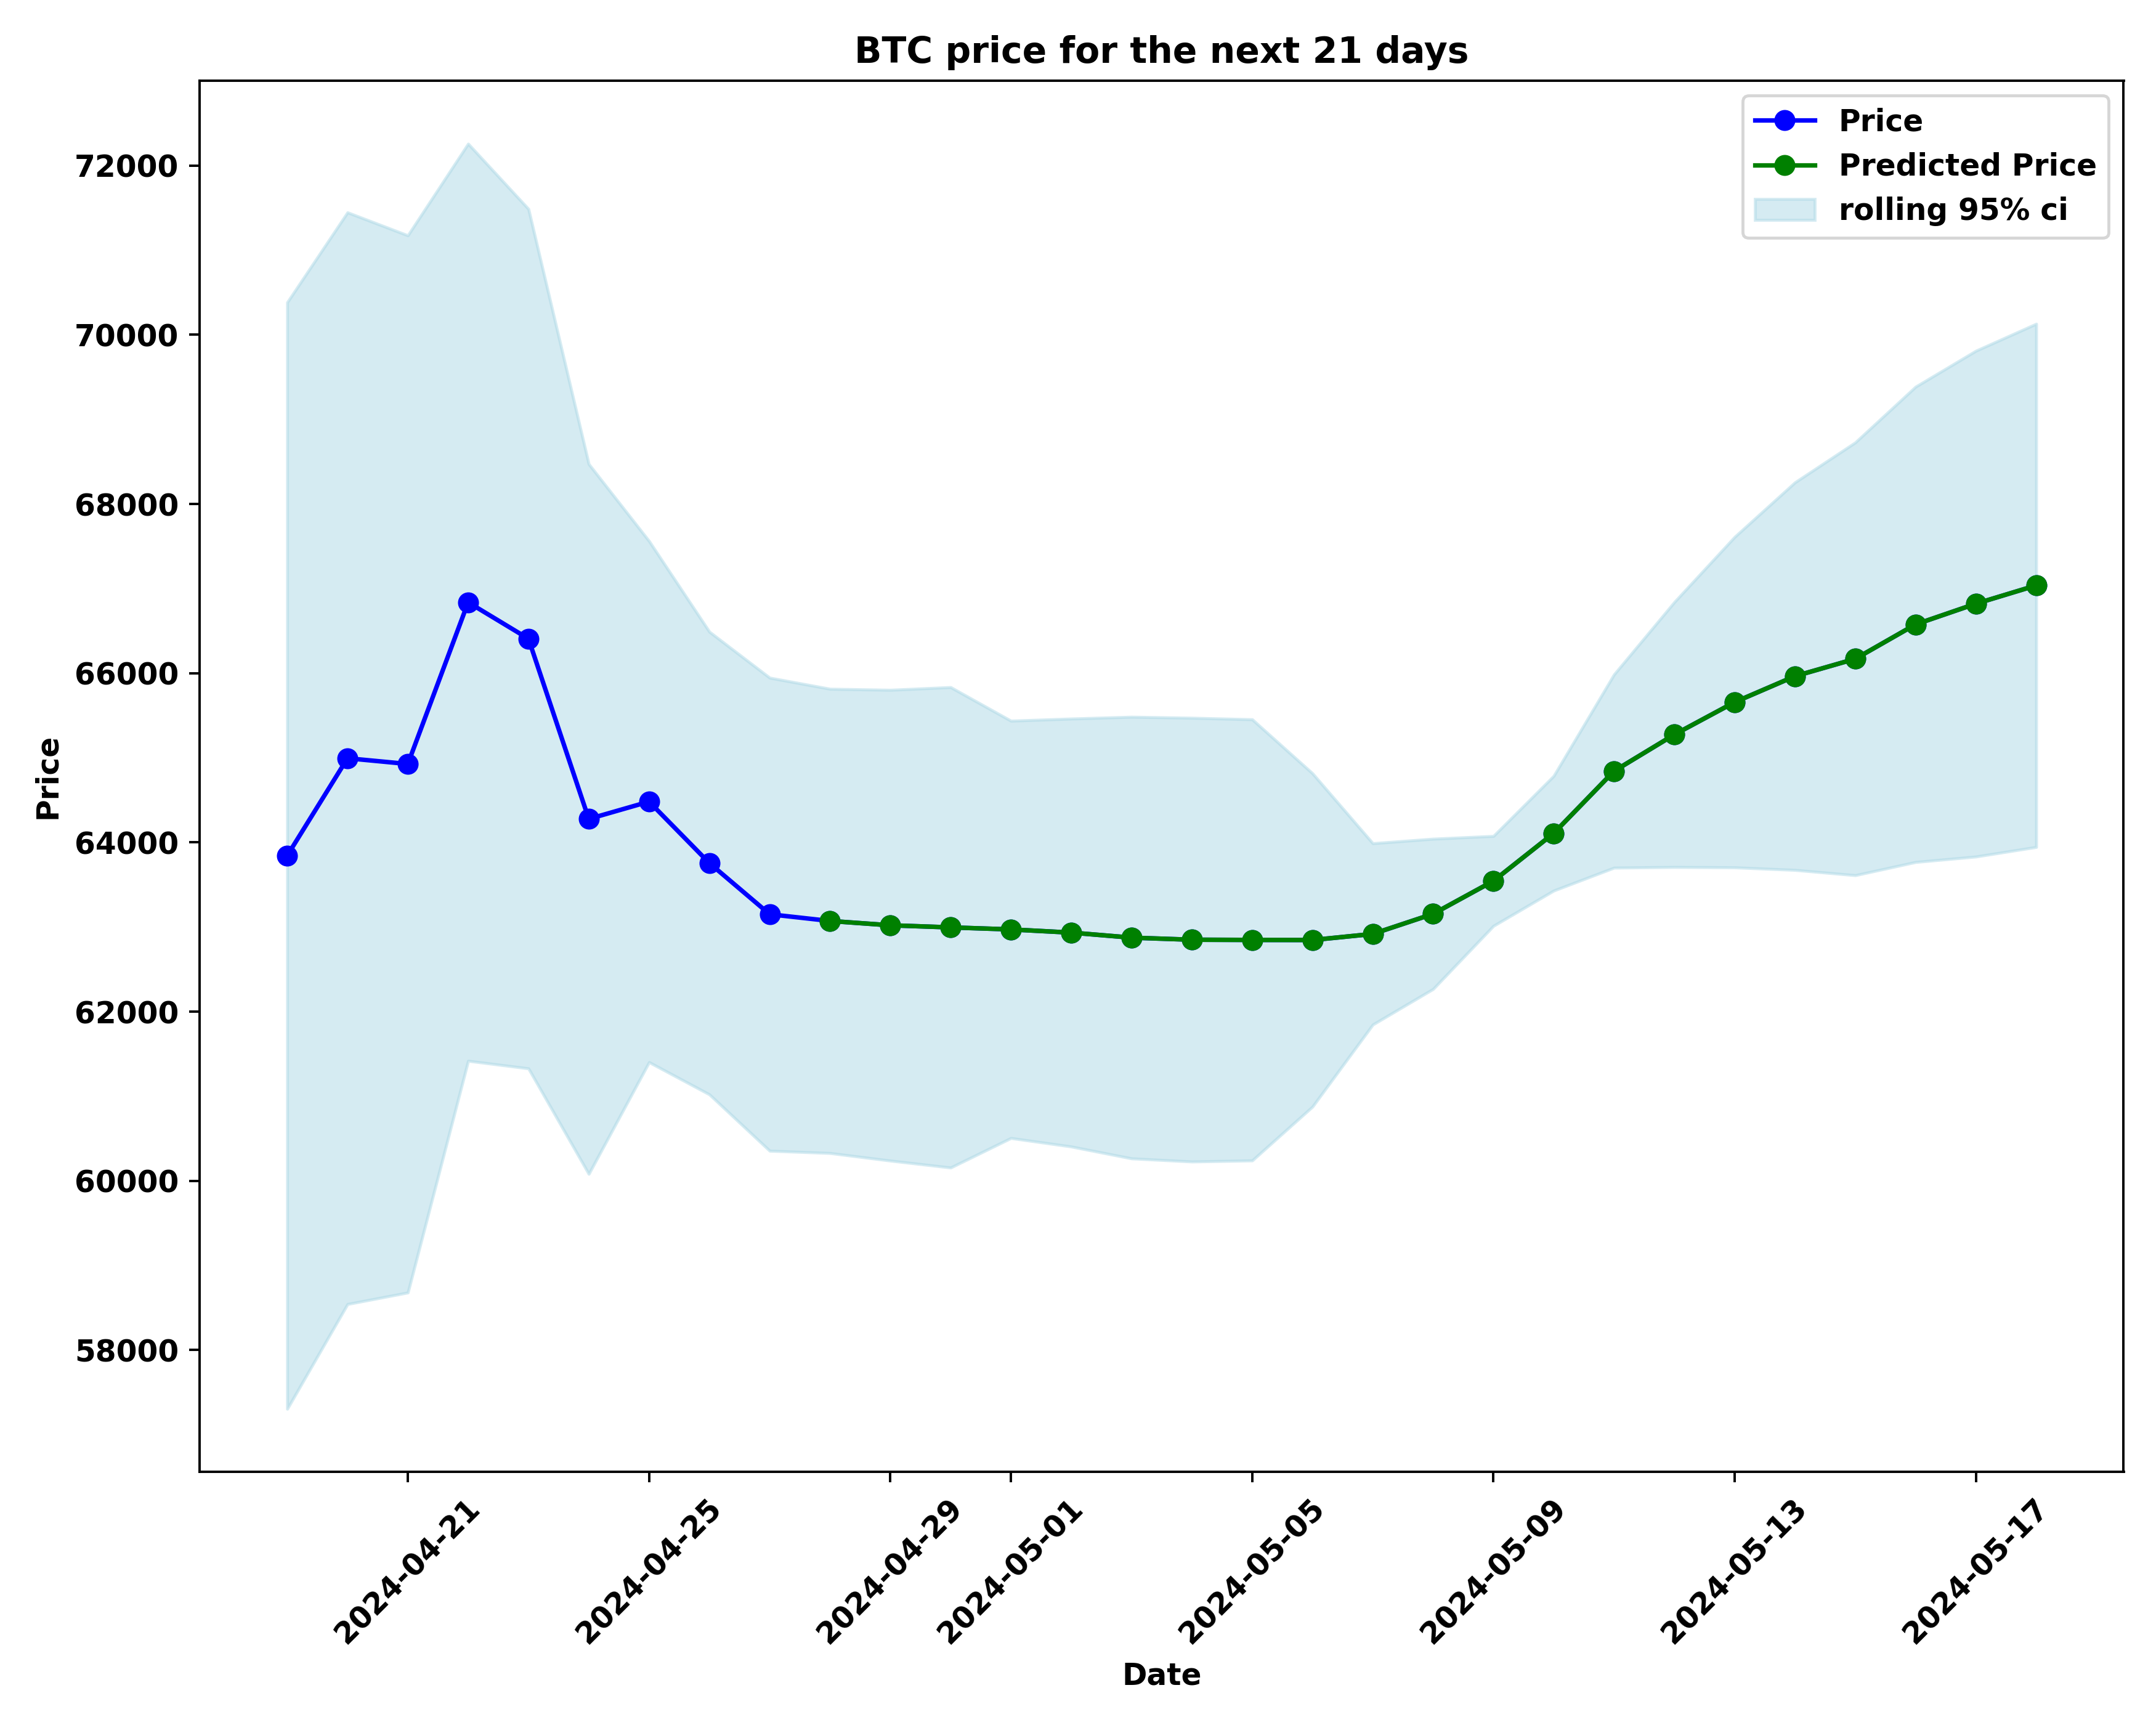 BTC price for the next 21 days
Price
Predicted Price
rolling 95% ci
72000
70000
68000
66000
64000
62000
60000
58000
Price
2024-04-21
2024-04-25
2024-04-29
2024-05-01
2024-05-05
2024-05-09
2024-05-13
2024-05-17
Date